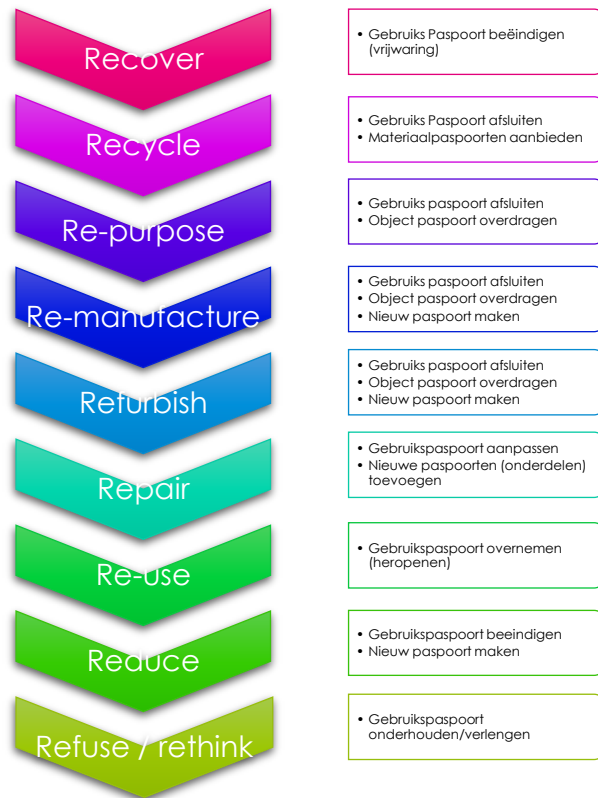 Recover
• Gebruiks Paspoort beëindigen
(vrijwaring)
Recycle
• Gebruiks Paspoort afsluiten
• Materiaalpaspoorten aanbieden
Re-purpose
• Gebruiks paspoort afsluiten
• Object paspoort overdragen
Re-manufacture
• Gebruiks paspoort afsluiten
• Object paspoort overdragen
• Nieuw paspoort maken
Refurbish
• Gebruiks paspoort afsluiten
• Object paspoort overdragen
• Nieuw paspoort maken
Repair
• Gebruikspaspoort aanpassen
• Nieuwe paspoorten (onderdelen)
toevoegen
Re-use
• Gebruikspaspoort overnemen
(heropenen)
Reduce
• Gebruikspaspoort beeindigen
• Nieuw paspoort maken
Refuse / rethink
• Gebruikspaspoort
onderhouden/verlengen